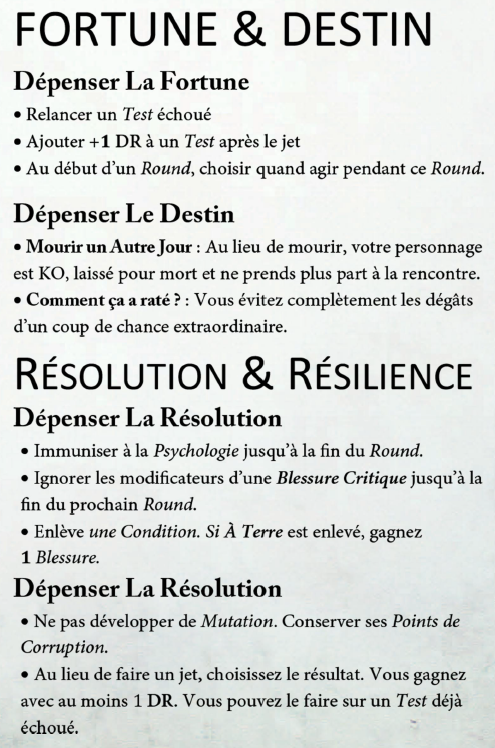 FORTUNE & DESTIN
Dépenser La Fortune
• Relancer un Test échoué
• Ajouter +1 DR à un Test après le jet
• Au début d'un Round, choisir quand agir pendant ce Round.
Dépenser Le Destin
• Mourir un Autre Jour : Au lieu de mourir, votre personnage
est KO, laissé pour mort et ne prends plus part à la rencontre.
• Comment ça a raté ? : Vous évitez complètement les dégâts
d'un coup de chance extraordinaire.
RÉSOLUTION & RÉSILIENCE
Dépenser La Résolution
• Immuniser à la Psychologie jusqu'à la fin du Round.
• Ignorer les modificateurs d'une Blessure Critique jusqu'à la
fin du prochain Round.
• Enlève une Condition. Si À Terre est enlevé, gagnez
1 Blessure.
Dépenser La Résolution
• Ne pas développer de Mutation. Conserver ses Points de
Corruption.
• Au lieu de faire un jet, choisissez le résultat. Vous gagnez
avec au moins 1 DR. Vous pouvez le faire sur un Test déjà
échoué.